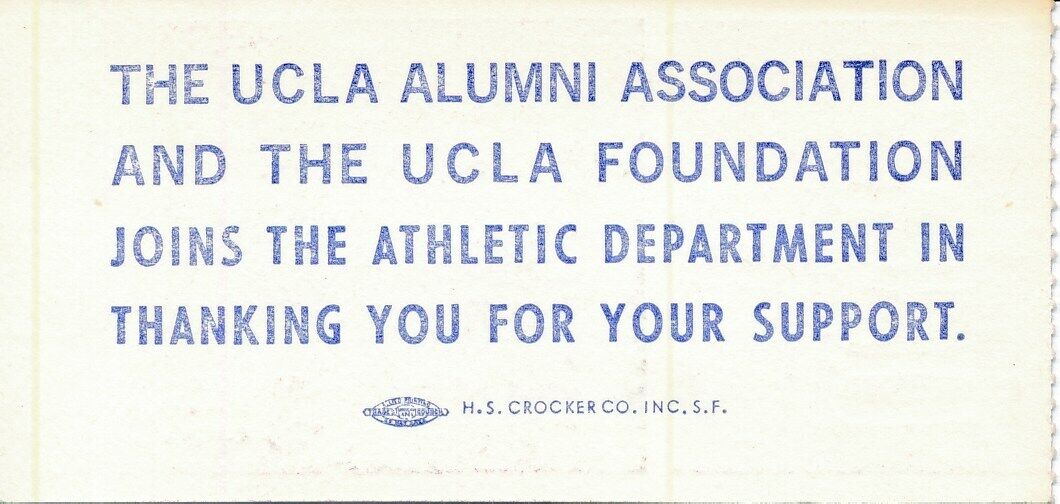 THE UCLA ALUMNI ASSOCIATION
AND THE UCLA FOUNDATION
JOINS THE ATHLETIC DEPARTMENT IN
THANKING YOU FOR YOUR SUPPORT.
H.S. CROCKER CO. INC. S.F.